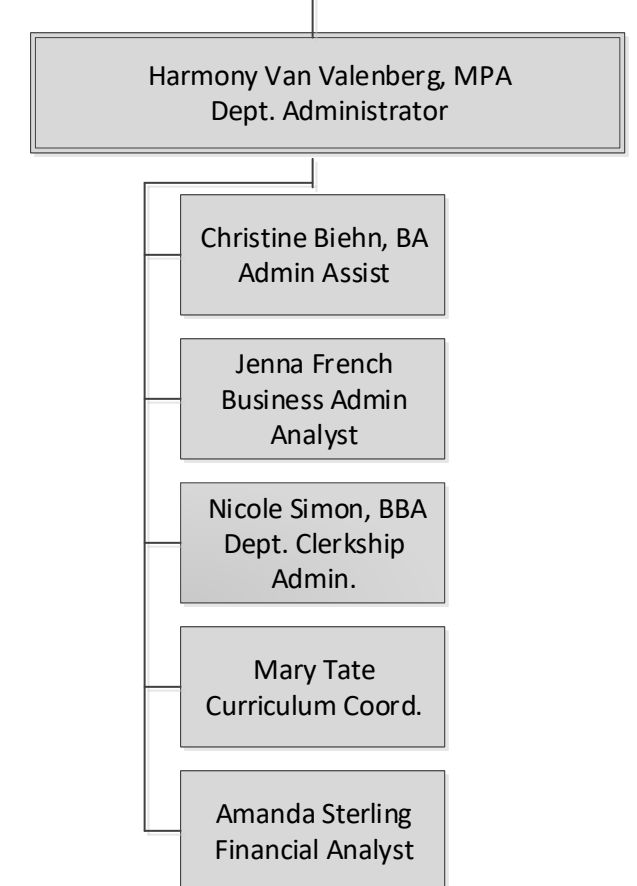 Harmony Van Valenberg, MPA
Dept. Administrator
Christine Biehn, BA
Admin Assist
Jenna French
Business Admin
Analyst
Nicole Simon, BBA
Dept. Clerkship
Admin.
Mary Tate
Curriculum Coord.
Amanda Sterling
Financial Analyst